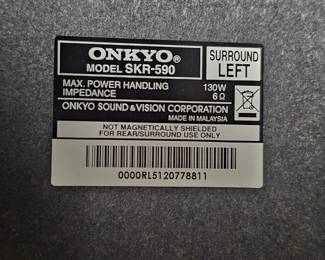 ONKYO®
MODEL SKR-590
SURROUND
LEFT
MAX. POWER HANDLING 130W
IMPEDANCE 6 Ω
ONKYO SOUND & VISION CORPORATION
MADE IN MALAYSIA
NOT MAGNETICALLY SHIELDED
FOR REAR/SURROUND USE ONLY
0000RL5120778811